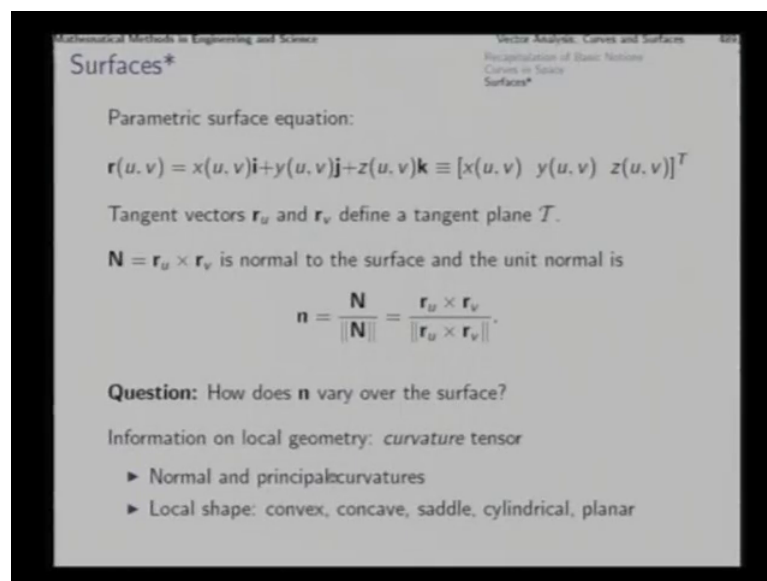 Mathematical Methods in Engineering and Science Vector Analysis: Curves and Surfaces 489
Surfaces*
Recapitulation of Basic Notions
Curves in Space
Surfaces*
Parametric surface equation:
r(u, v) = x(u, v)i+y(u, v)j+z(u, v)k ≡ [x(u, v) y(u, v) z(u, v)]^T
Tangent vectors r_u and r_v define a tangent plane 𝒯.
N = r_u × r_v is normal to the surface and the unit normal is
n = N / ‖N‖ = r_u × r_v / ‖r_u × r_v‖.
Question: How does n vary over the surface?
Information on local geometry: curvature tensor
► Normal and principal curvatures
► Local shape: convex, concave, saddle, cylindrical, planar